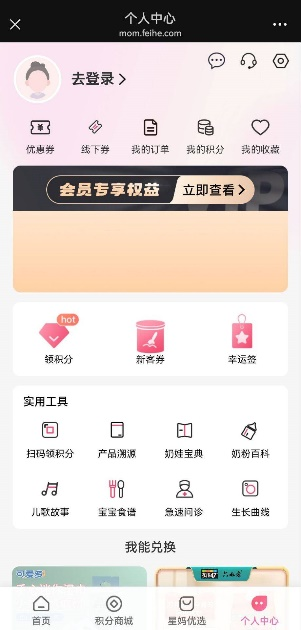 个人中心
mom.feihe.com
去登录
优惠券 线下券 我的订单 我的积分 我的收藏
会员专享权益 立即查看
VIP
hot
领积分 新客券 幸运签
实用工具
扫码领积分 产品溯源 奶娃宝典 奶粉百科
儿歌故事 宝宝食谱 急速问诊 生长曲线
我能兑换
可爱多
首页 积分商城 星妈优选 个人中心